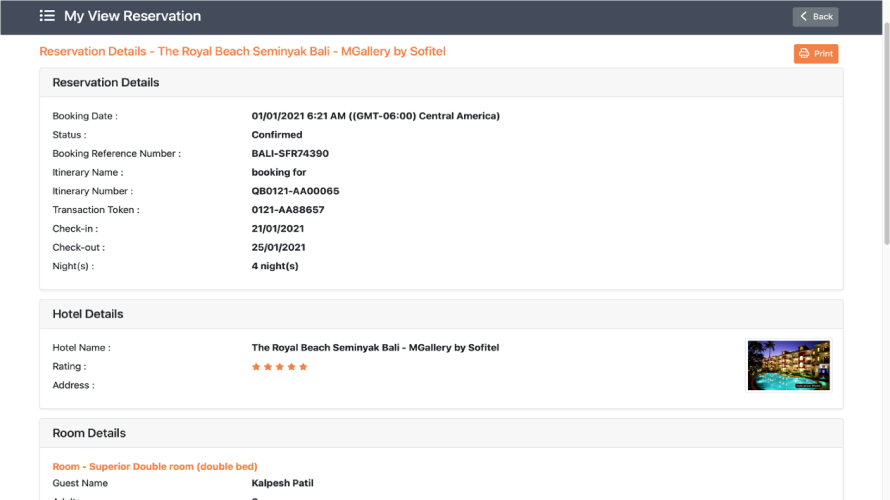 My View Reservation
Back
Reservation Details - The Royal Beach Seminyak Bali - MGallery by Sofitel
Print
Reservation Details
Booking Date : 01/01/2021 6:21 AM ((GMT-06:00) Central America)
Status : Confirmed
Booking Reference Number : BALI-SFR74390
Itinerary Name : booking for
Itinerary Number : QB0121-AA00065
Transaction Token : 0121-AA88657
Check-in : 21/01/2021
Check-out : 25/01/2021
Night(s) : 4 night(s)
Hotel Details
Hotel Name : The Royal Beach Seminyak Bali - MGallery by Sofitel
Rating :
Address :
Room Details
Room - Superior Double room (double bed)
Guest Name Kalpesh Patil